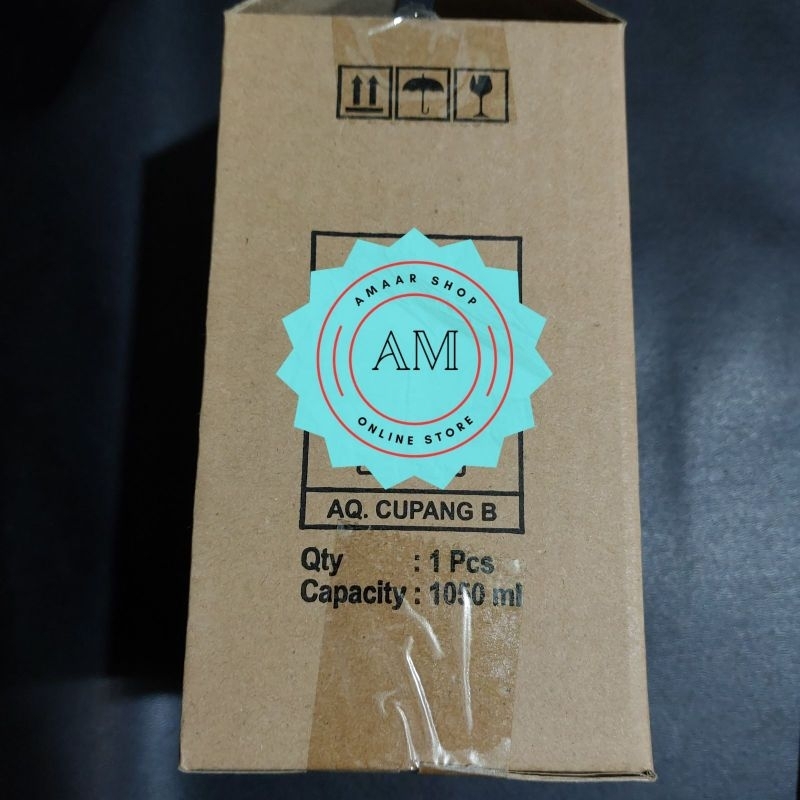 AMAAR SHOP
AM
ONLINE STORE
AQ. CUPANG B
Qty : 1 Pcs
Capacity : 1050 ml